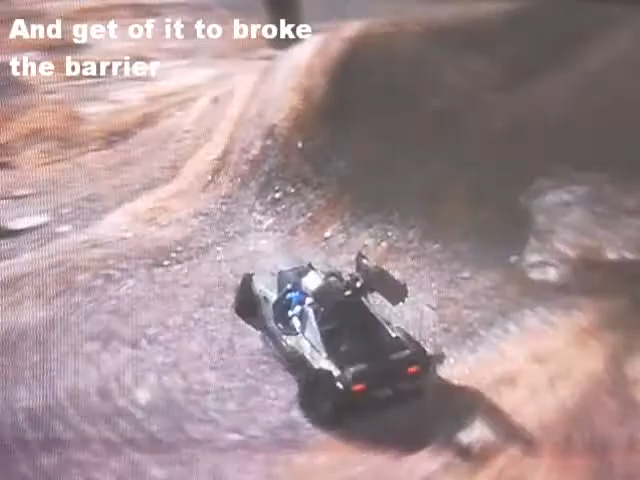 And get of it to broke
the barrier